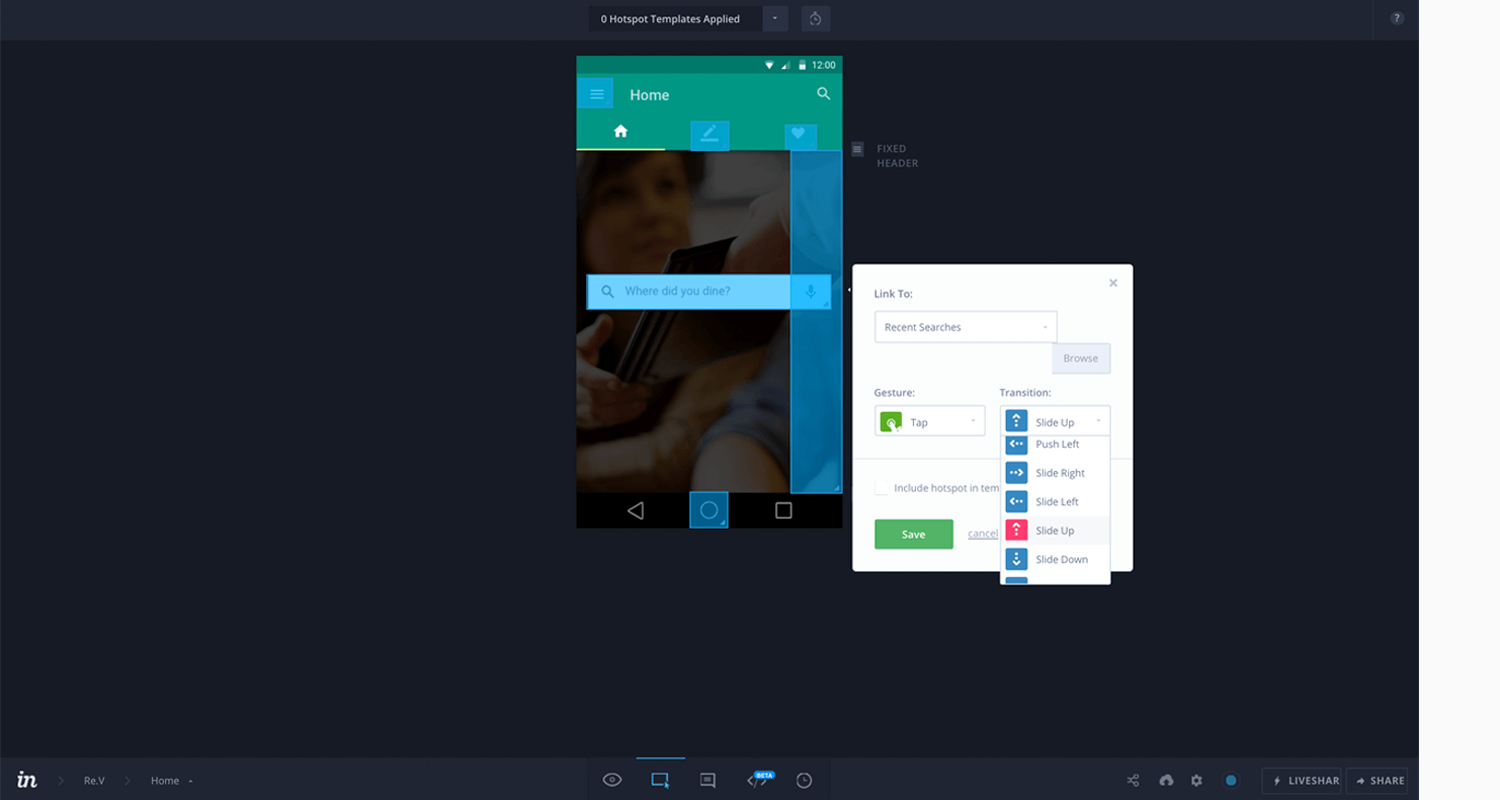 0 Hotspot Templates Applied
?
12:00
Home
FIXED
HEADER
Where did you dine?
Link To:
Recent Searches
Browse
Gesture:
Transition:
Tap
Slide Up
Push Left
Slide Right
Include hotspot in tem
Slide Left
Slide Up
Save
cancel
Slide Down
in
Re.V
Home
BETA
LIVESHAR
SHARE